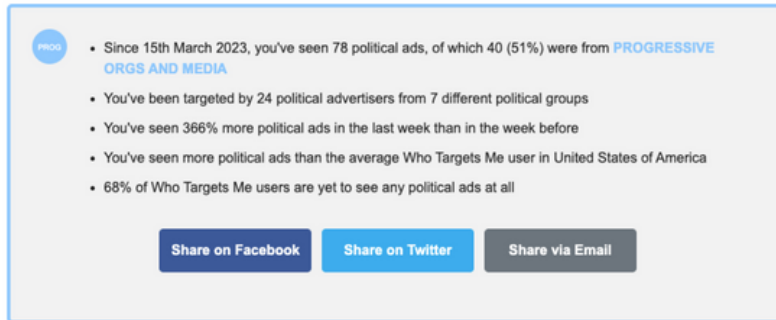 PROG
Since 15th March 2023, you've seen 78 political ads, of which 40 (51%) were from PROGRESSIVE
ORGS AND MEDIA
You've been targeted by 24 political advertisers from 7 different political groups
You've seen 366% more political ads in the last week than in the week before
You've seen more political ads than the average Who Targets Me user in United States of America
68% of Who Targets Me users are yet to see any political ads at all
Share on Facebook
Share on Twitter
Share via Email